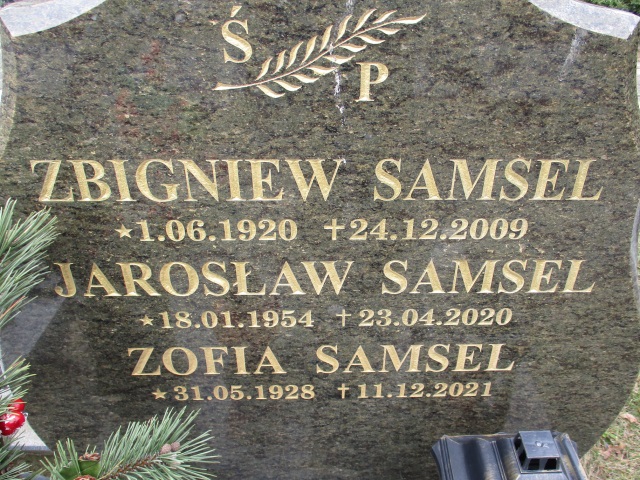 Ś P
ZBIGNIEW SAMSEL
★1.06.1920 ✝24.12.2009
JAROSŁAW SAMSEL
★18.01.1954 ✝23.04.2020
ZOFIA SAMSEL
★31.05.1928 ✝11.12.2021